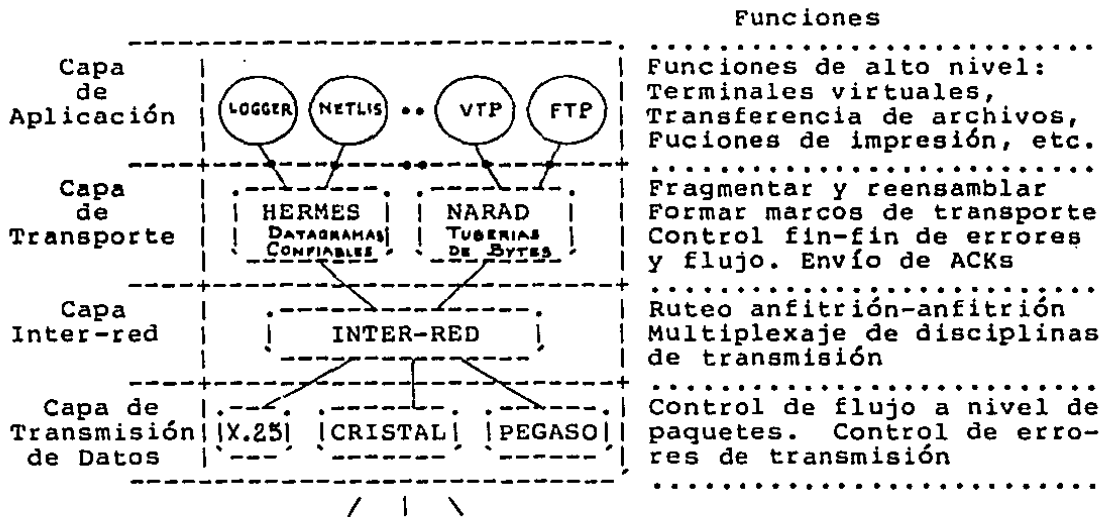 Funciones
Capa
de
Aplicación
LOGGER NETLIS •• VTP FTP
Funciones de alto nivel:
Terminales virtuales,
Transferencia de archivos,
Fuciones de impresión, etc.
Capa
de
Transporte
HERMES
DATAGRAMAS
CONFIABLES
NARAD
TUBERIAS
DE BYTES
Fragmentar y reensamblar
Formar marcos de transporte
Control fin-fin de errores
y flujo. Envío de ACKs
Capa
Inter-red
INTER-RED
Ruteo anfitrión-anfitrión
Multiplexaje de disciplinas
de transmisión
Capa de
Transmisión
de Datos
X.25 CRISTAL PEGASO
Control de flujo a nivel de
paquetes. Control de erro-
res de transmisión